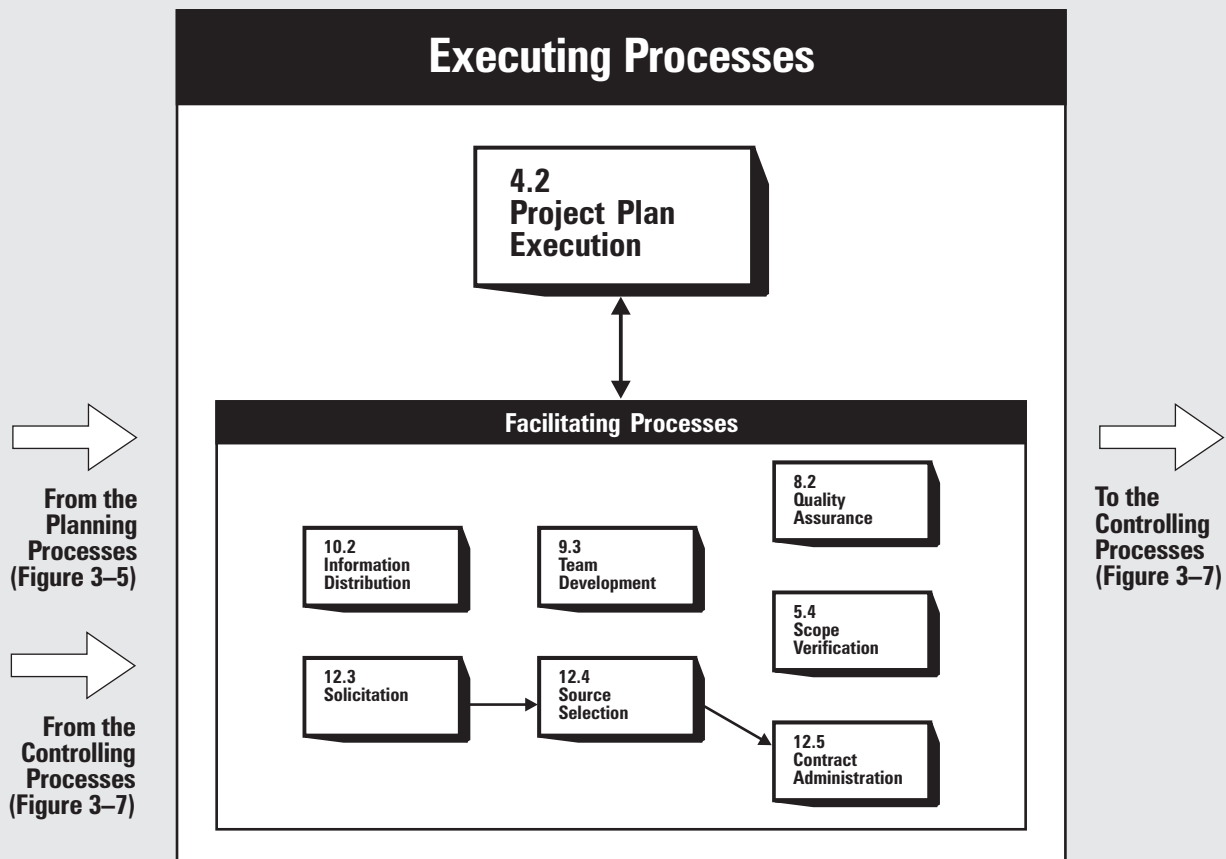 Executing Processes
4.2
Project Plan
Execution
Facilitating Processes
8.2
Quality
Assurance
10.2
Information
Distribution
9.3
Team
Development
5.4
Scope
Verification
12.3
Solicitation
12.4
Source
Selection
12.5
Contract
Administration
From the
Planning
Processes
(Figure 3–5)
From the
Controlling
Processes
(Figure 3–7)
To the
Controlling
Processes
(Figure 3–7)